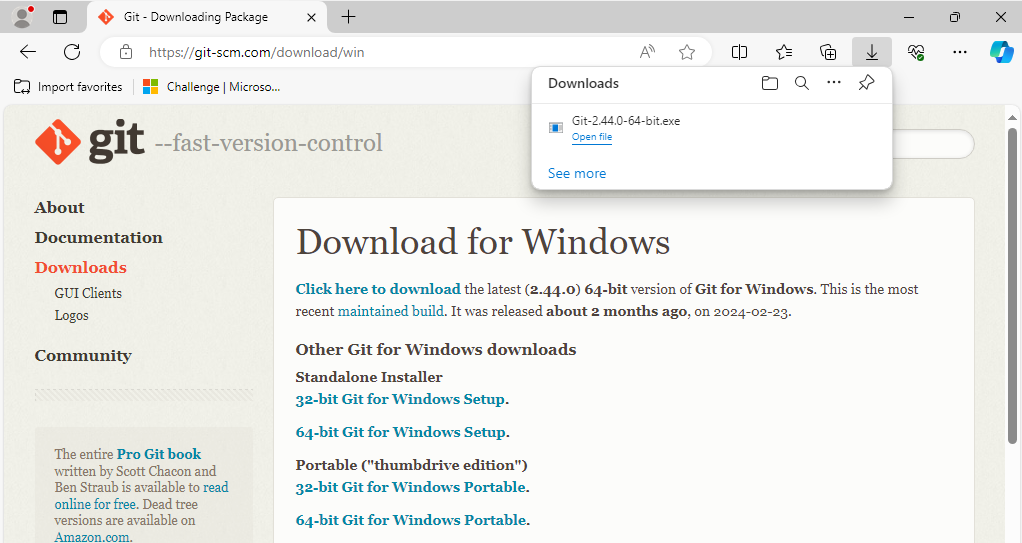 Git - Downloading Package
https://git-scm.com/download/win
Import favorites
Challenge | Microso...
Downloads
Git-2.44.0-64-bit.exe
Open file
See more
git --fast-version-control
About
Documentation
Downloads
GUI Clients
Logos
Community
The entire Pro Git book
written by Scott Chacon and
Ben Straub is available to read
online for free. Dead tree
versions are available on
Amazon.com.
Download for Windows
Click here to download the latest (2.44.0) 64-bit version of Git for Windows. This is the most
recent maintained build. It was released about 2 months ago, on 2024-02-23.
Other Git for Windows downloads
Standalone Installer
32-bit Git for Windows Setup.
64-bit Git for Windows Setup.
Portable ("thumbdrive edition")
32-bit Git for Windows Portable.
64-bit Git for Windows Portable.